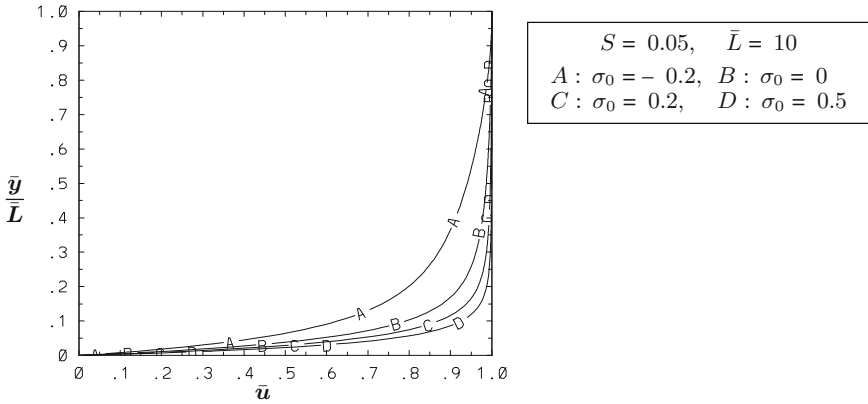 1.0
.9
.8
.7
.6
.5
.4
.3
.2
.1
0
ȳ
L̄
0 .1 .2 .3 .4 .5 .6 .7 .8 .9 1.0
ū
A A A A A
B B B B
C C C
D D D
S = 0.05, L̄ = 10
A : σ₀ = – 0.2, B : σ₀ = 0
C : σ₀ = 0.2, D : σ₀ = 0.5